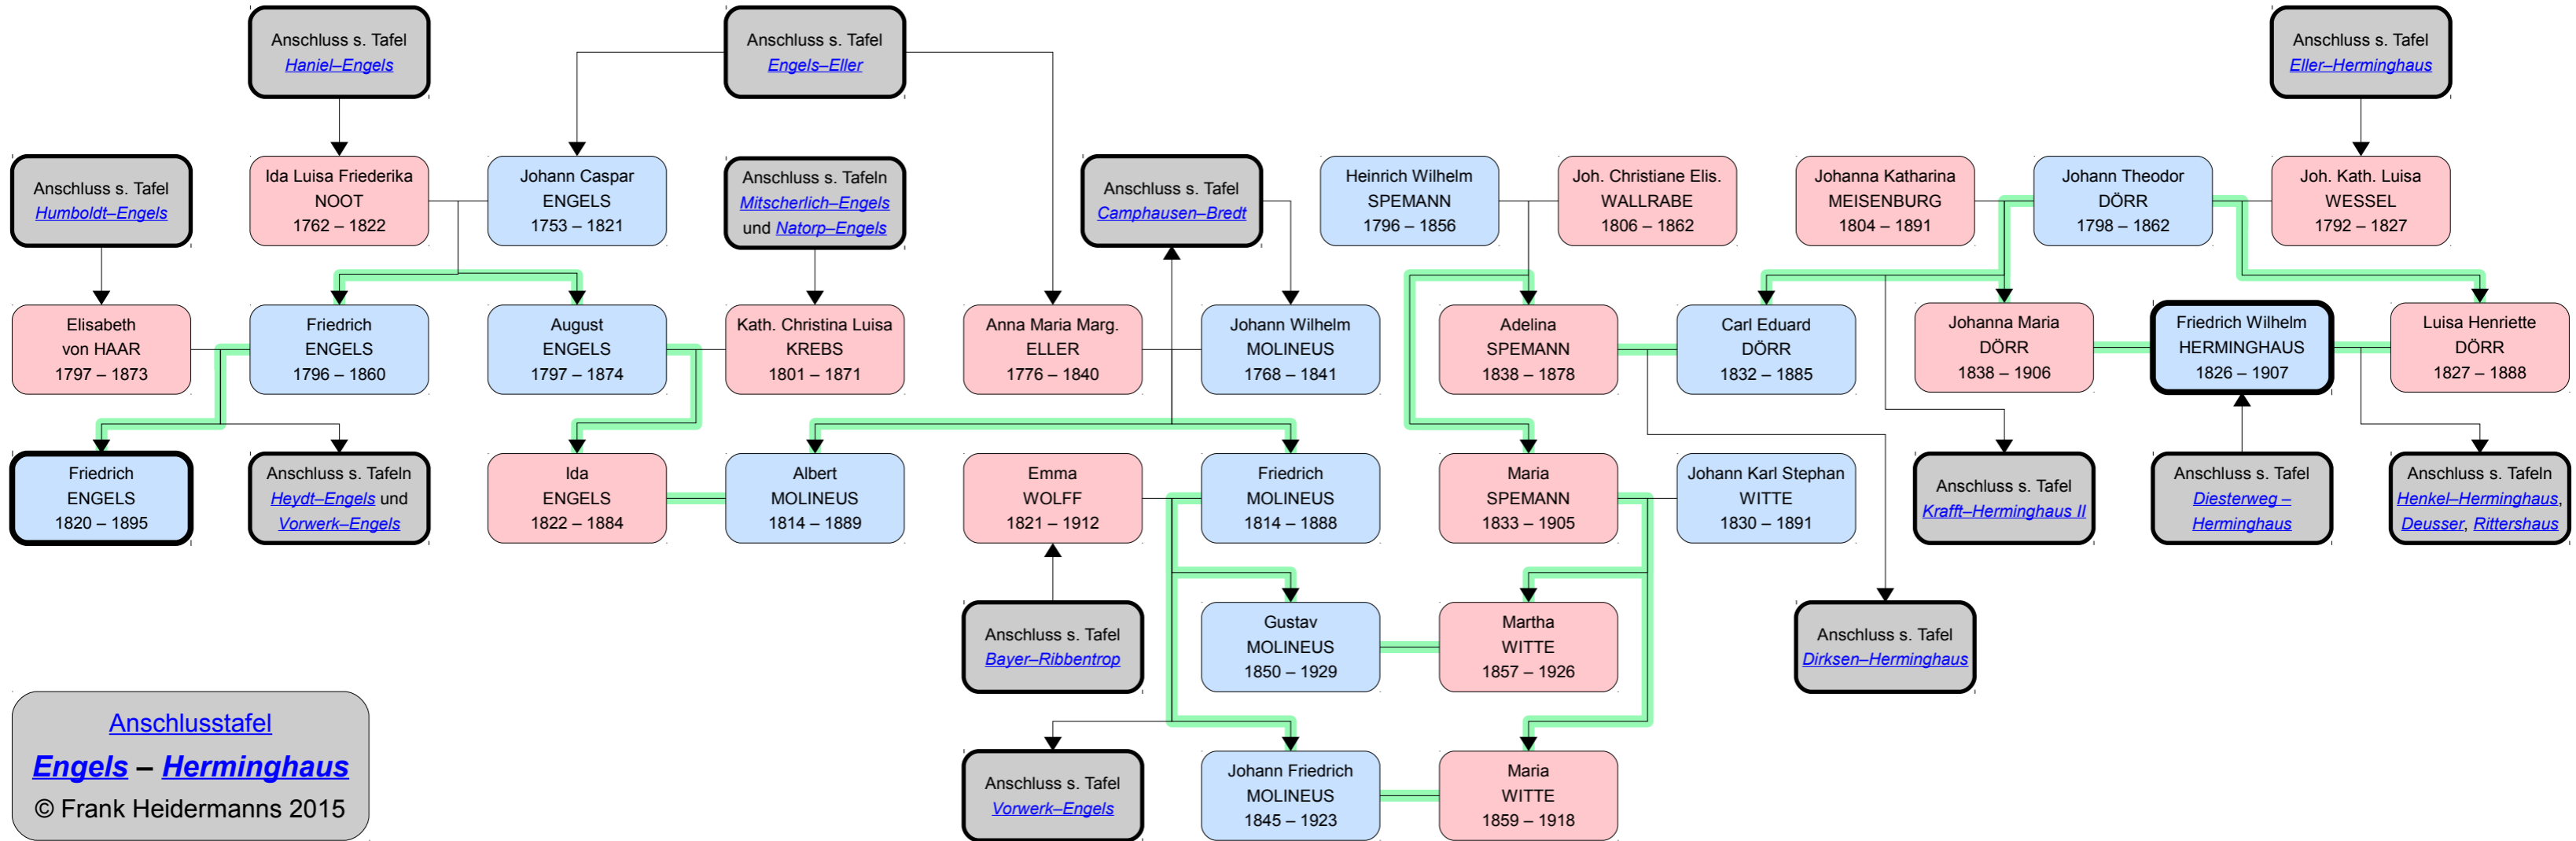 Anschluss s. Tafel
Haniel–Engels
Anschluss s. Tafel
Engels–Eller
Anschluss s. Tafel
Eller–Herminghaus
Anschluss s. Tafel
Humboldt–Engels
Ida Luisa Friederika
NOOT
1762 – 1822
Johann Caspar
ENGELS
1753 – 1821
Anschluss s. Tafeln
Mitscherlich–Engels
und Natorp–Engels
Anschluss s. Tafel
Camphausen–Bredt
Heinrich Wilhelm
SPEMANN
1796 – 1856
Joh. Christiane Elis.
WALLRABE
1806 – 1862
Johanna Katharina
MEISENBURG
1804 – 1891
Johann Theodor
DÖRR
1798 – 1862
Joh. Kath. Luisa
WESSEL
1792 – 1827
Elisabeth
von HAAR
1797 – 1873
Friedrich
ENGELS
1796 – 1860
August
ENGELS
1797 – 1874
Kath. Christina Luisa
KREBS
1801 – 1871
Anna Maria Marg.
ELLER
1776 – 1840
Johann Wilhelm
MOLINEUS
1768 – 1841
Adelina
SPEMANN
1838 – 1878
Carl Eduard
DÖRR
1832 – 1885
Johanna Maria
DÖRR
1838 – 1906
Friedrich Wilhelm
HERMINGHAUS
1826 – 1907
Luisa Henriette
DÖRR
1827 – 1888
Friedrich
ENGELS
1820 – 1895
Anschluss s. Tafeln
Heydt–Engels und
Vorwerk–Engels
Ida
ENGELS
1822 – 1884
Albert
MOLINEUS
1814 – 1889
Emma
WOLFF
1821 – 1912
Friedrich
MOLINEUS
1814 – 1888
Maria
SPEMANN
1833 – 1905
Johann Karl Stephan
WITTE
1830 – 1891
Anschluss s. Tafel
Krafft–Herminghaus II
Anschluss s. Tafel
Diesterweg –
Herminghaus
Anschluss s. Tafeln
Henkel–Herminghaus,
Deusser, Rittershaus
Anschluss s. Tafel
Bayer–Ribbentrop
Gustav
MOLINEUS
1850 – 1929
Martha
WITTE
1857 – 1926
Anschluss s. Tafel
Dirksen–Herminghaus
Anschlusstafel
Engels – Herminghaus
© Frank Heidermanns 2015
Anschluss s. Tafel
Vorwerk–Engels
Johann Friedrich
MOLINEUS
1845 – 1923
Maria
WITTE
1859 – 1918